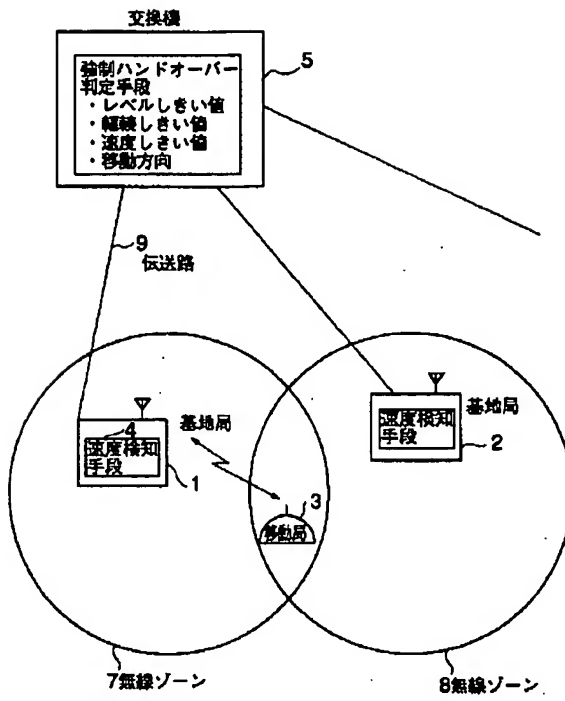 交換機
5
強制ハンドオーバー
判定手段
・レベルしきい値
・輻輳しきい値
・速度しきい値
・移動方向
9
伝送路
基地局
4
速度検知
手段
1
基地局
速度検知
手段
2
3
移動局
7無線ゾーン
8無線ゾーン